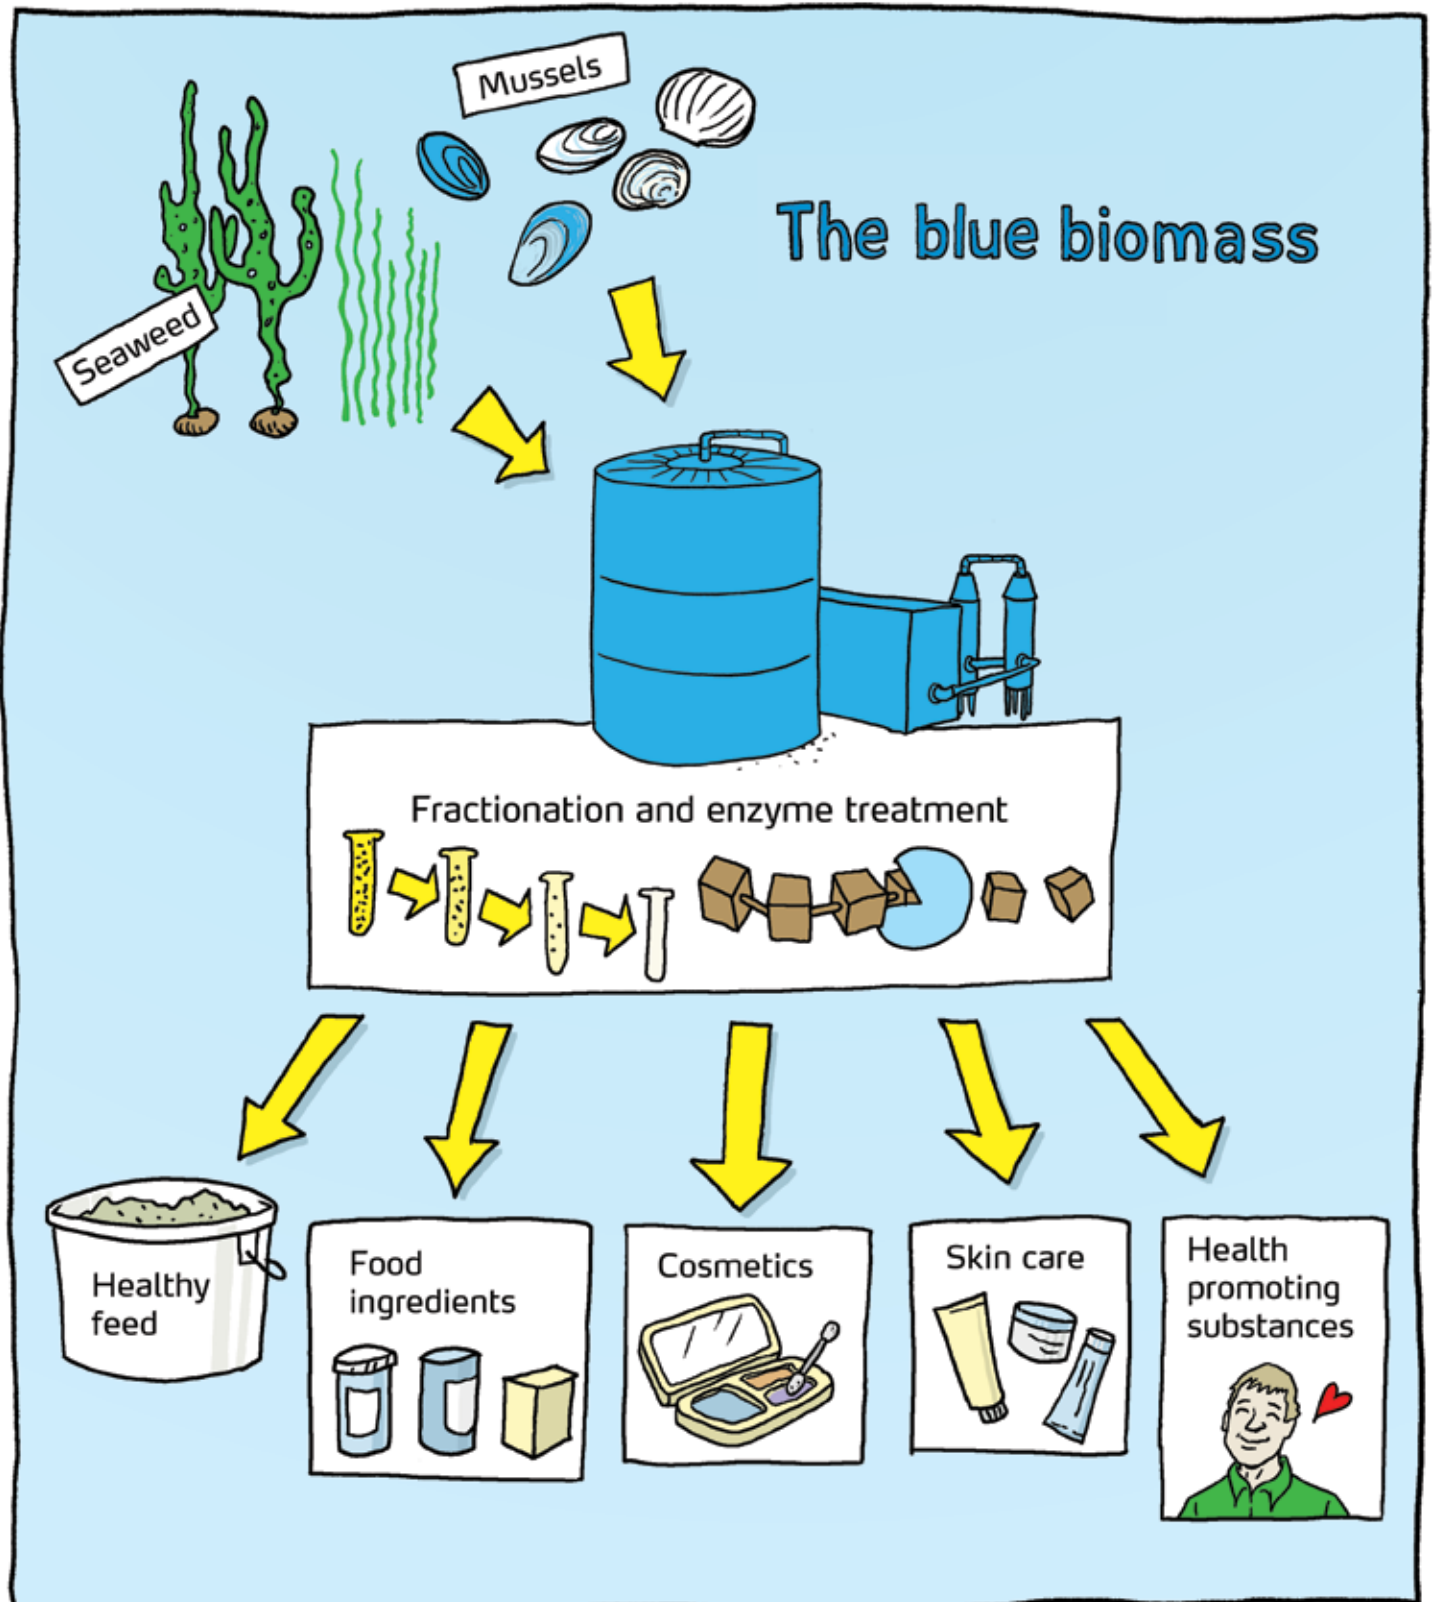 Mussels
The blue biomass
Seaweed
Fractionation and enzyme treatment
Healthy
feed
Food
ingredients
Cosmetics
Skin care
Health
promoting
substances